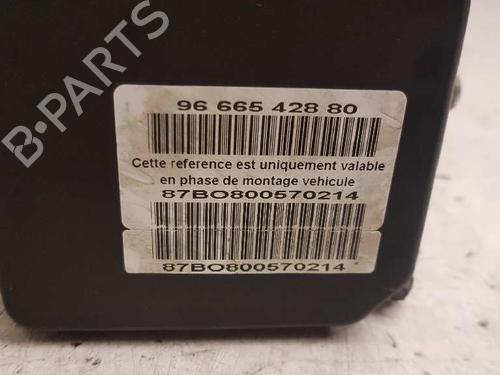 B-PARTS
96 665 428 80
Cette reference est uniquement valable
en phase de montage vehicule
87BO800570214
87BO800570214